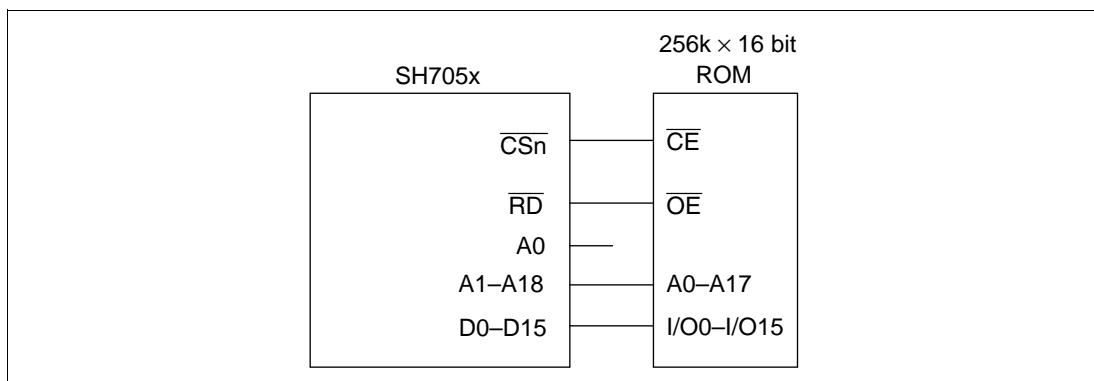 256k × 16 bit
SH705x ROM
CSn CE
RD OE
A0
A1–A18 A0–A17
D0–D15 I/O0–I/O15